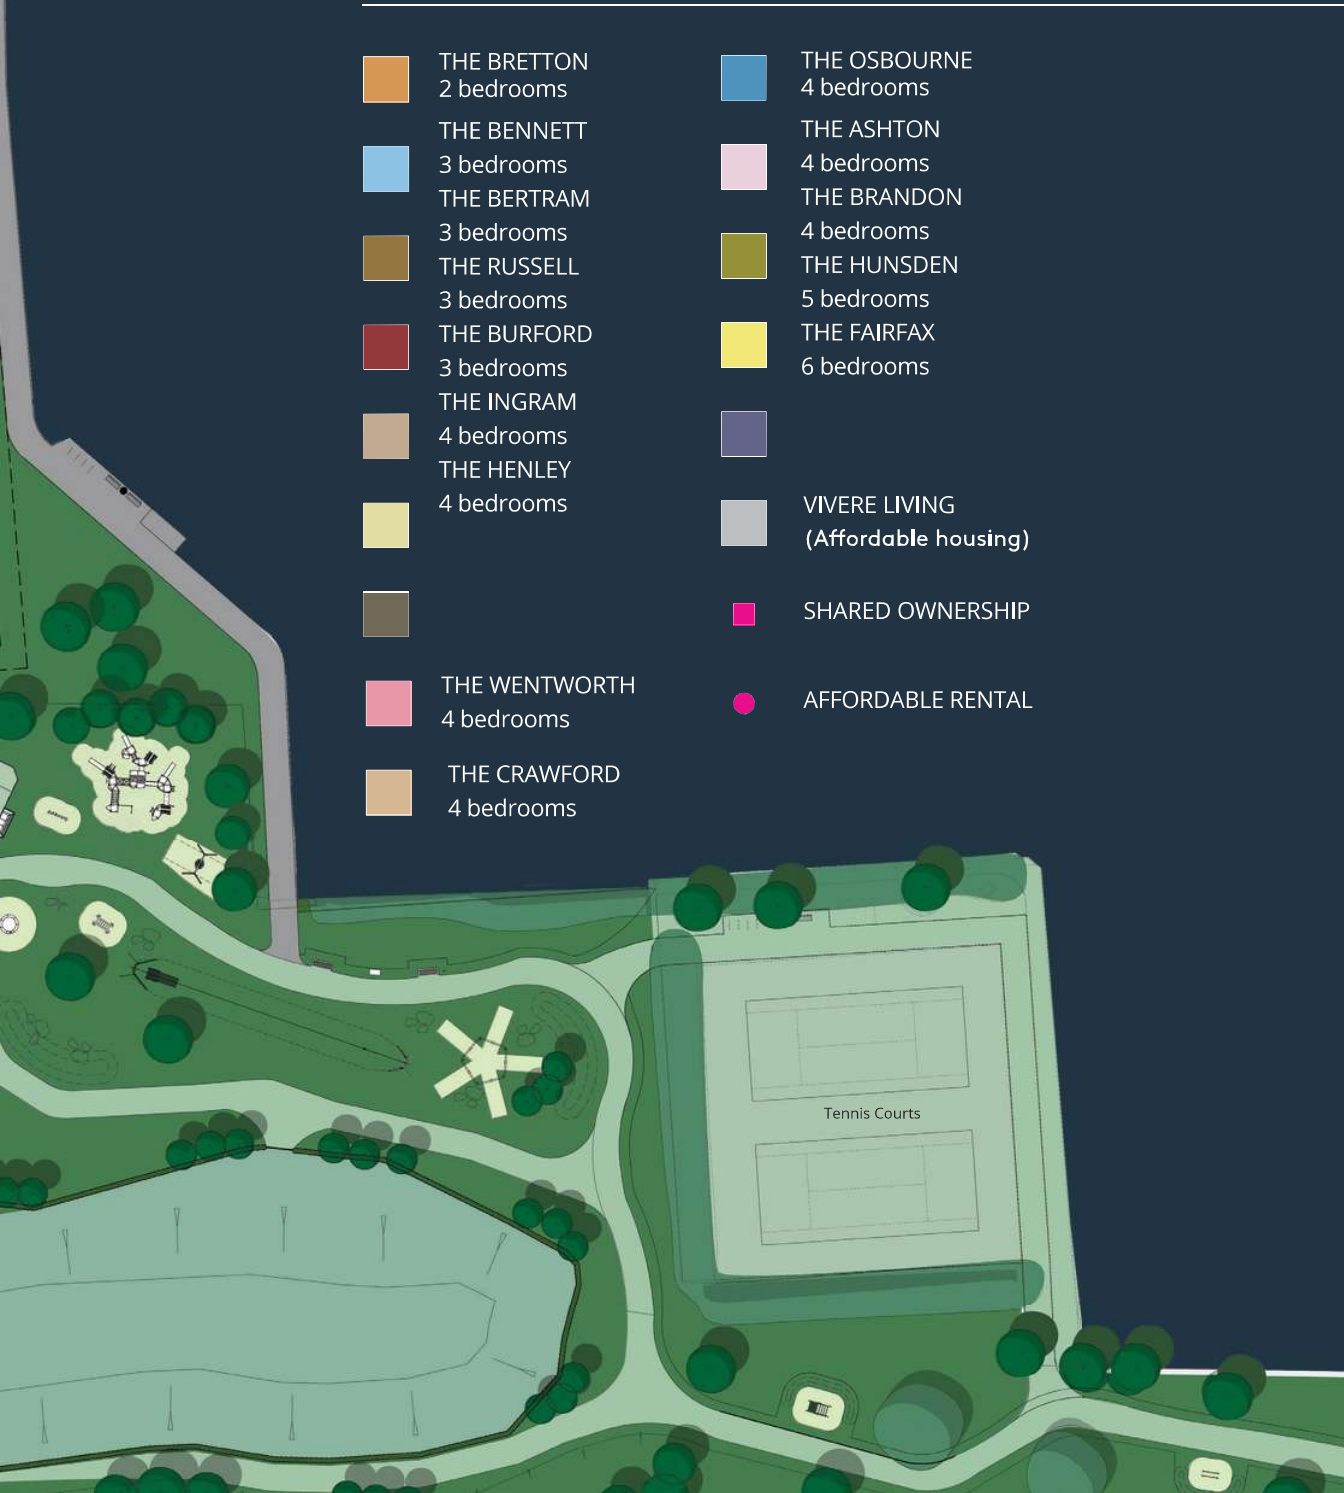 THE BRETTON
2 bedrooms
THE BENNETT
3 bedrooms
THE BERTRAM
3 bedrooms
THE RUSSELL
3 bedrooms
THE BURFORD
3 bedrooms
THE INGRAM
4 bedrooms
THE HENLEY
4 bedrooms
THE WENTWORTH
4 bedrooms
THE CRAWFORD
4 bedrooms
THE OSBOURNE
4 bedrooms
THE ASHTON
4 bedrooms
THE BRANDON
4 bedrooms
THE HUNSDEN
5 bedrooms
THE FAIRFAX
6 bedrooms
VIVERE LIVING
(Affordable housing)
SHARED OWNERSHIP
AFFORDABLE RENTAL
Tennis Courts